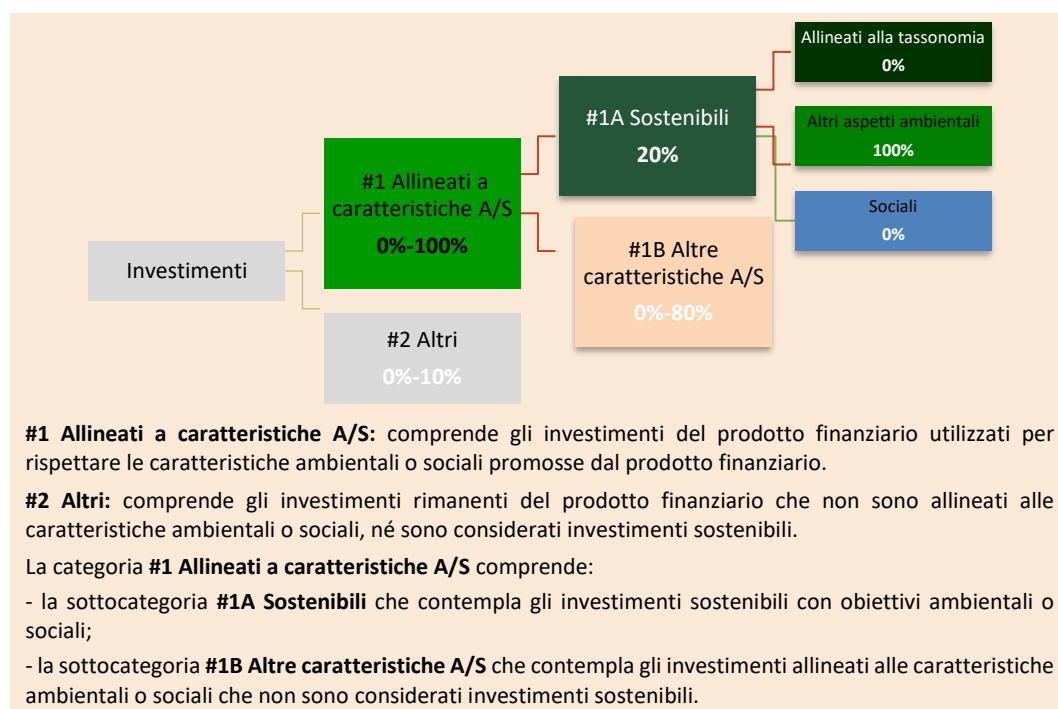 Allineati alla tassonomia
0%
#1A Sostenibili
20%
Altri aspetti ambientali
100%
#1 Allineati a
caratteristiche A/S
0%-100%
Sociali
0%
#1B Altre
caratteristiche A/S
0%-80%
Investimenti
#2 Altri
0%-10%
#1 Allineati a caratteristiche A/S: comprende gli investimenti del prodotto finanziario utilizzati per
rispettare le caratteristiche ambientali o sociali promosse dal prodotto finanziario.
#2 Altri: comprende gli investimenti rimanenti del prodotto finanziario che non sono allineati alle
caratteristiche ambientali o sociali, né sono considerati investimenti sostenibili.
La categoria #1 Allineati a caratteristiche A/S comprende:
- la sottocategoria #1A Sostenibili che contempla gli investimenti sostenibili con obiettivi ambientali o
sociali;
- la sottocategoria #1B Altre caratteristiche A/S che contempla gli investimenti allineati alle caratteristiche
ambientali o sociali che non sono considerati investimenti sostenibili.